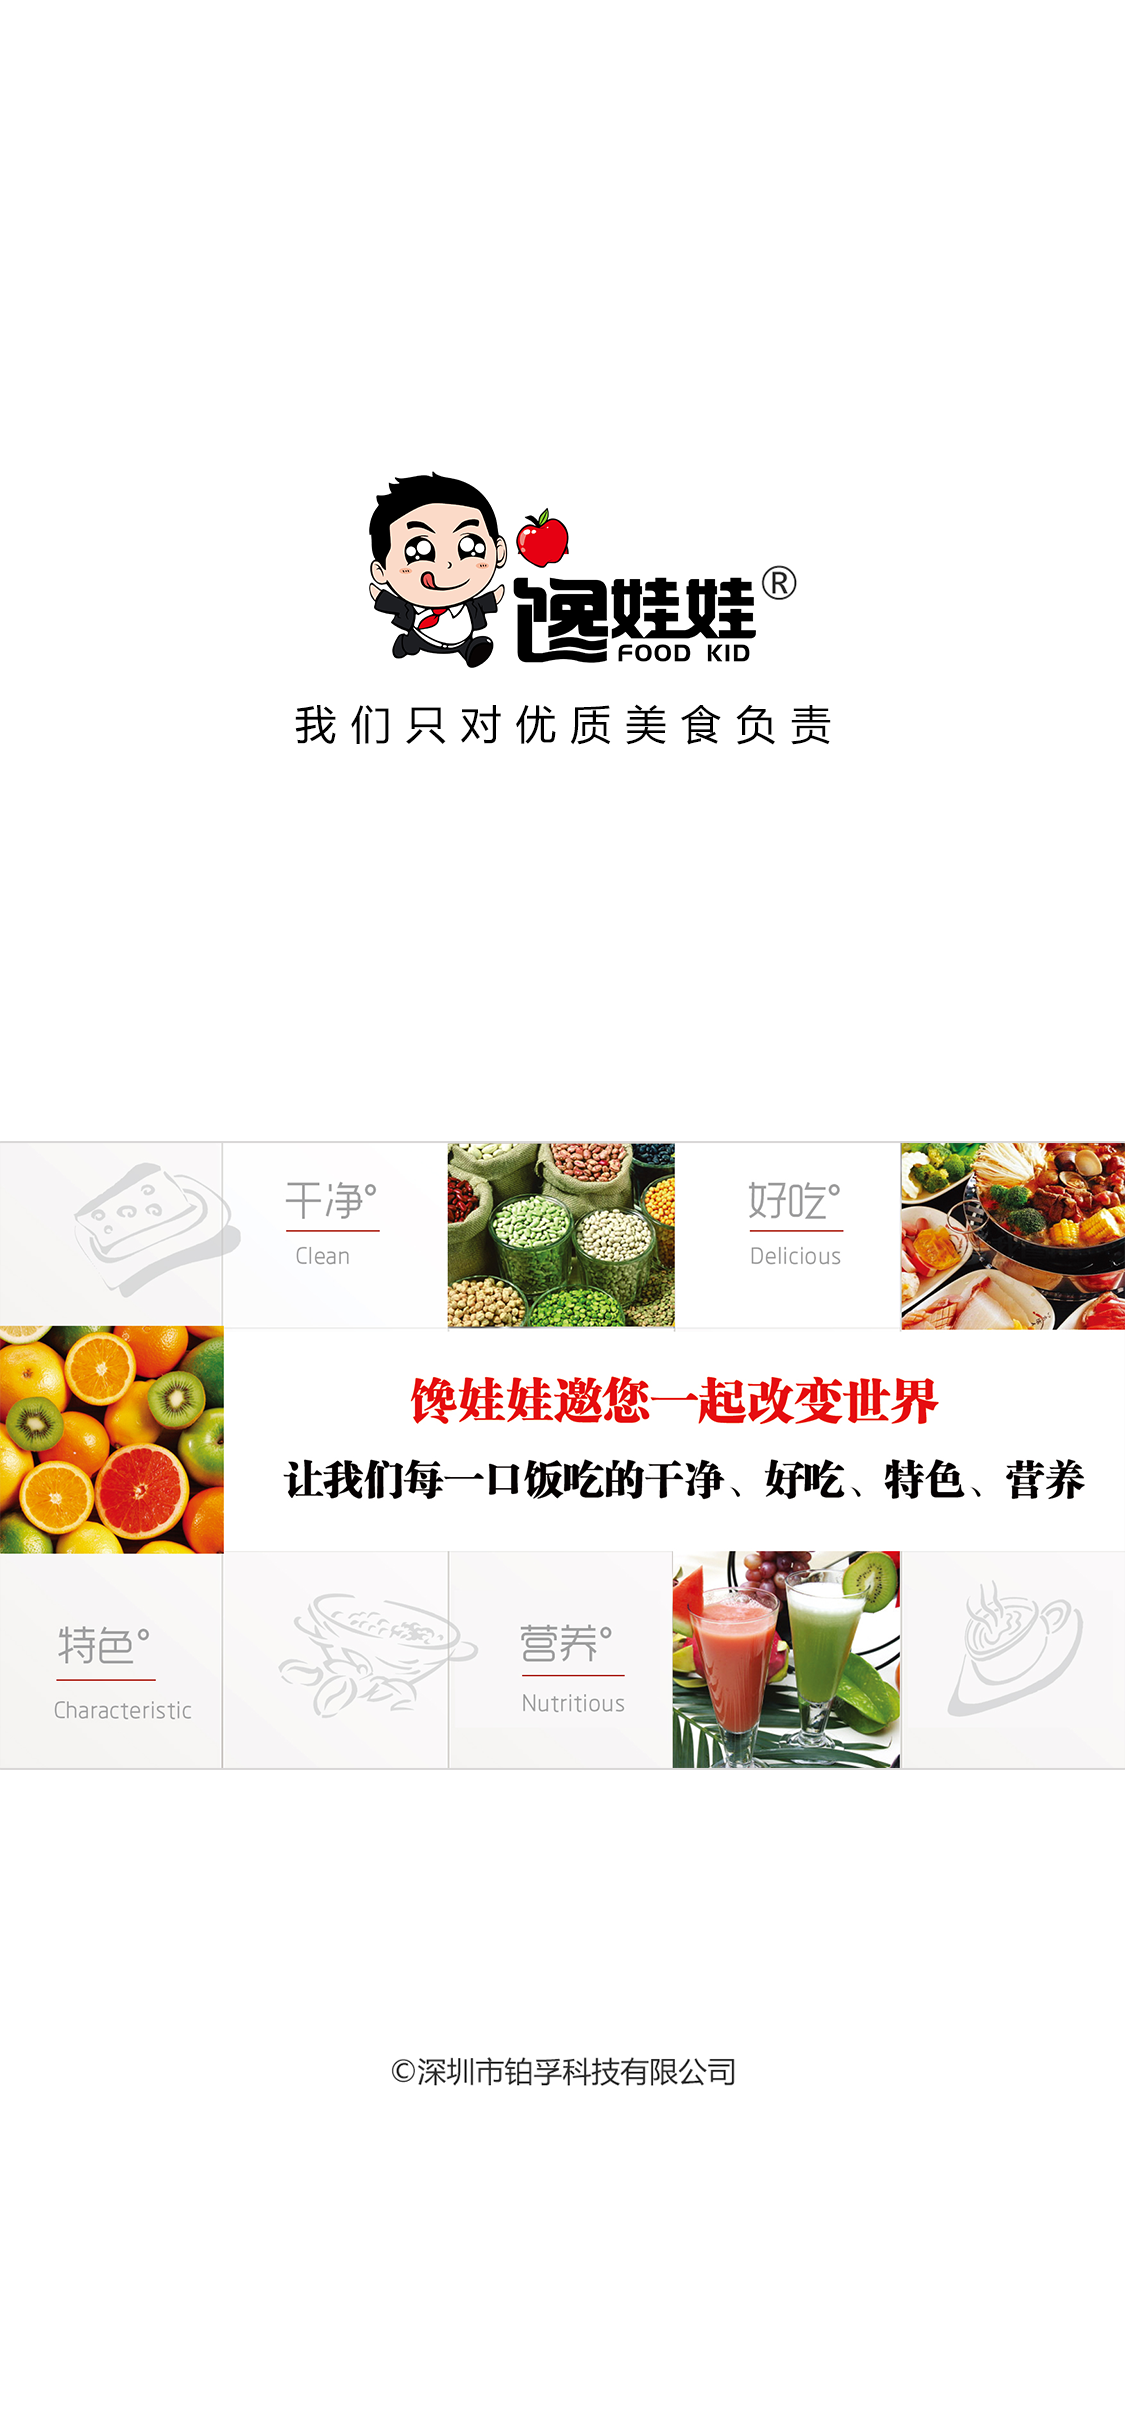 馋娃娃®
FOOD KID
我们只对优质美食负责
干净°
Clean
好吃°
Delicious
馋娃娃邀您一起改变世界
让我们每一口饭吃的干净、好吃、特色、营养
特色°
Characteristic
营养°
Nutritious
©深圳市铂孚科技有限公司